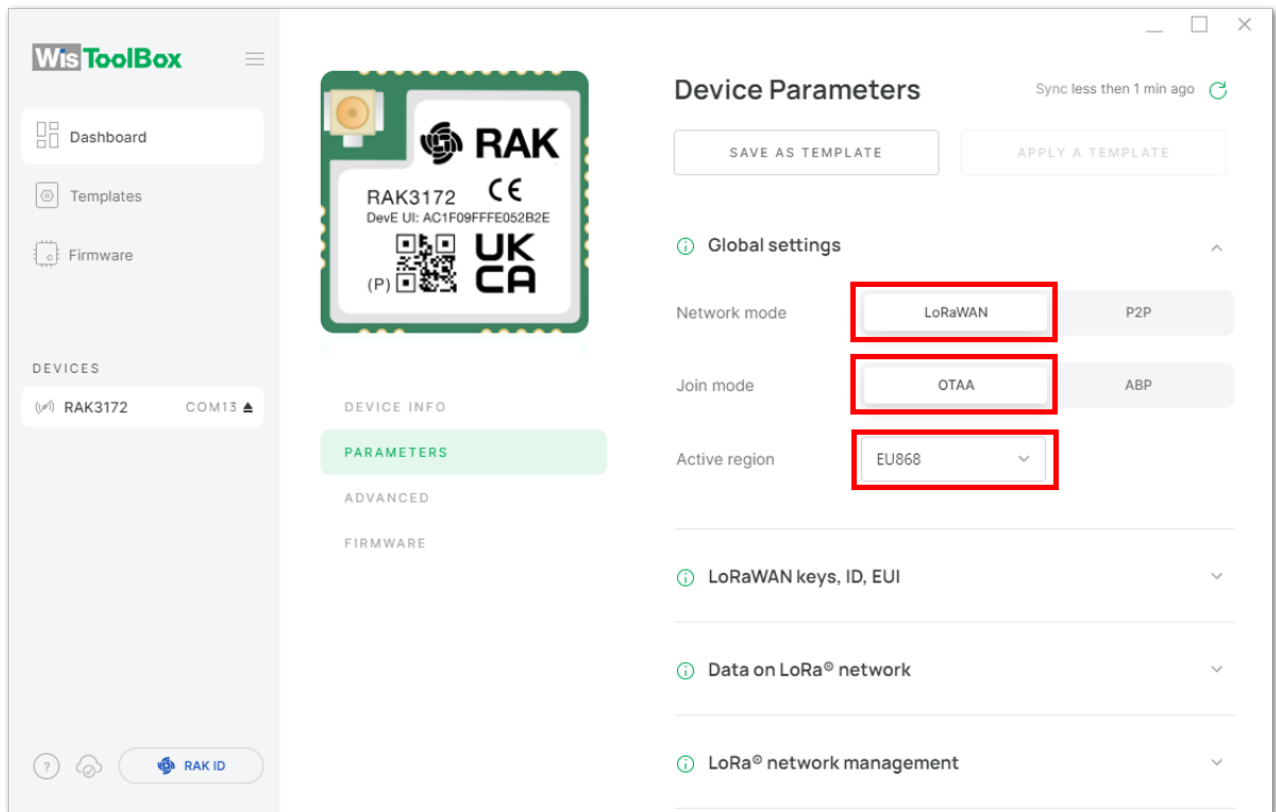 WisToolBox
Dashboard
Templates
Firmware
DEVICES
RAK3172 COM13
? RAK ID
RAK
RAK3172 CE
DevE UI: AC1F09FFFE052B2E
UK
CA
(P)
DEVICE INFO
PARAMETERS
ADVANCED
FIRMWARE
Device Parameters
Sync less then 1 min ago
SAVE AS TEMPLATE APPLY A TEMPLATE
Global settings
Network mode LoRaWAN P2P
Join mode OTAA ABP
Active region EU868
LoRaWAN keys, ID, EUI
Data on LoRa® network
LoRa® network management